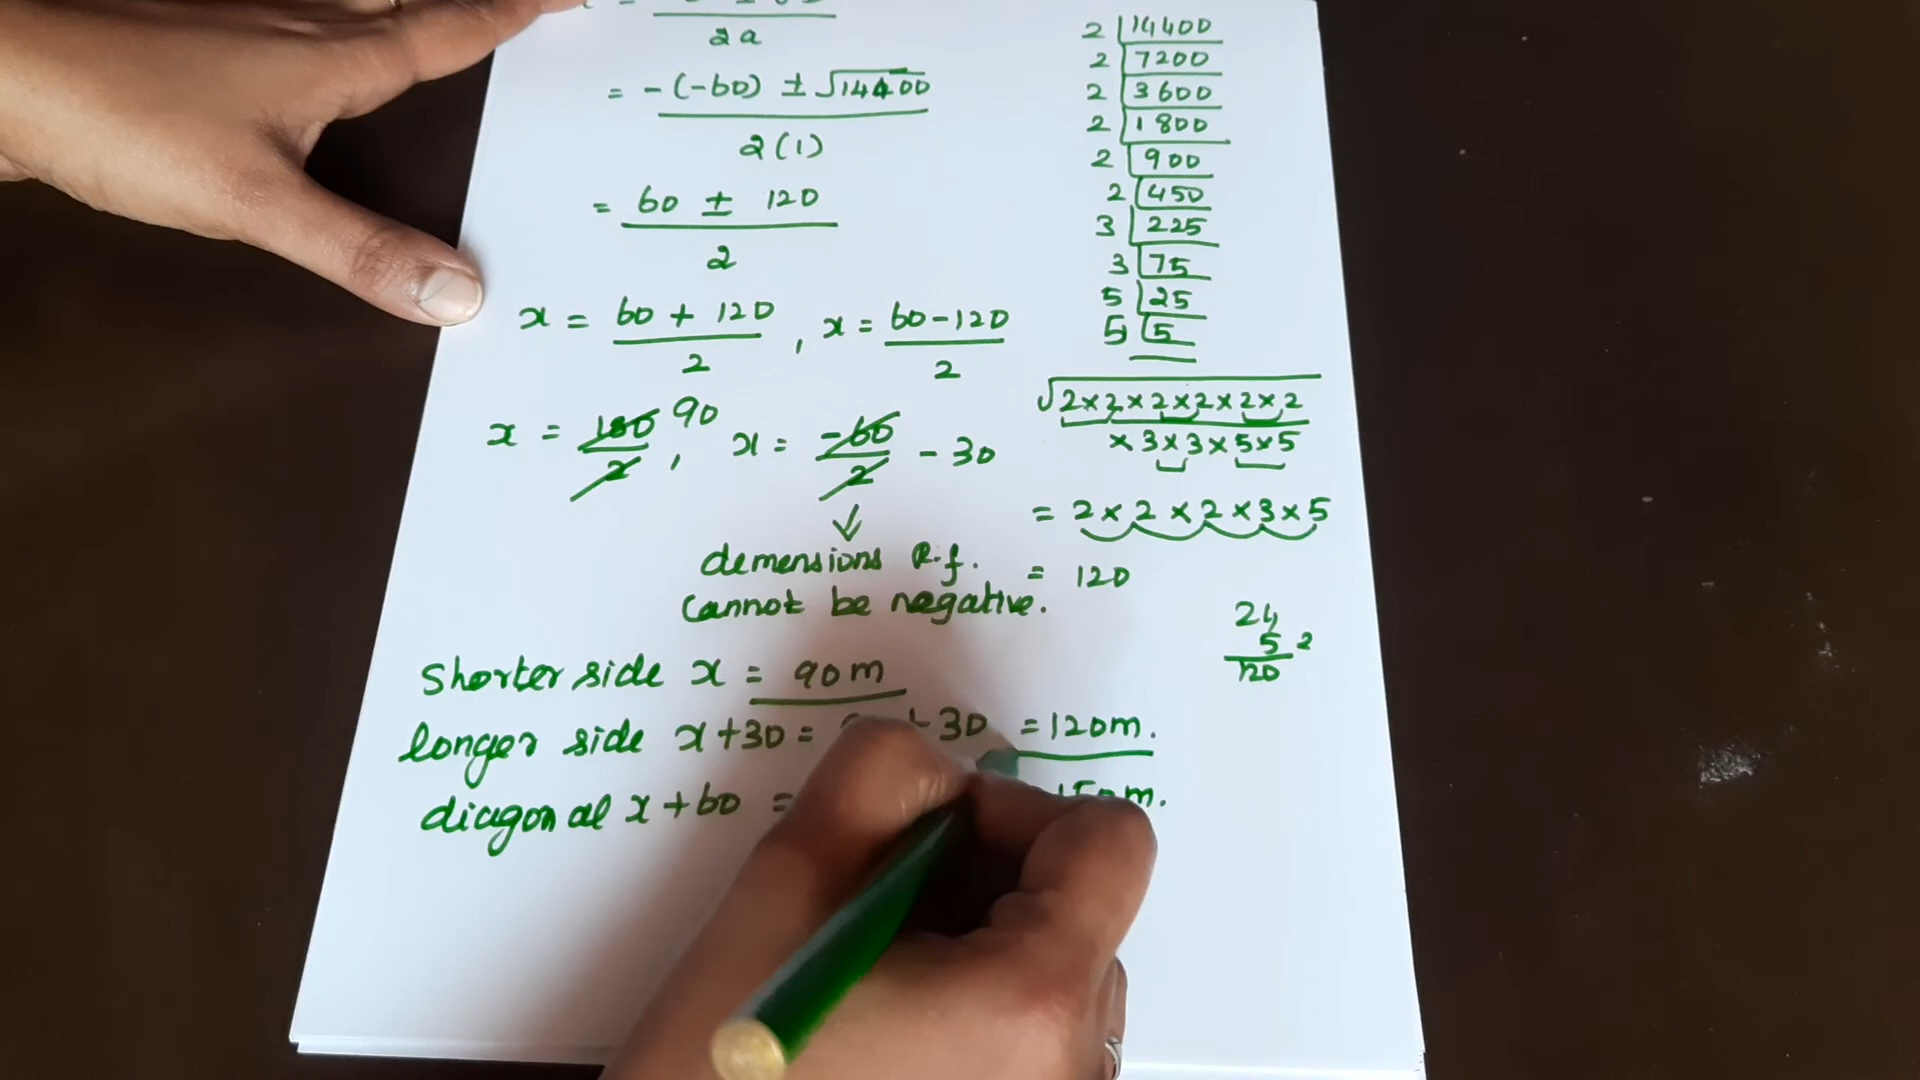 2a
= -(-60) ± √14400
2(1)
= 60 ± 120
2
x = 60 + 120 , x = 60-120
2 2
x = 180 90 , x = -60 - 30
2 2
demensions R.f.
cannot be negative.
shorter side x = 90m
longer side x+30 = + 30 = 120m.
diagonal x+60 = 150m.
2 14400
2 7200
2 3600
2 1800
2 900
2 450
3 225
3 75
5 25
5 5
√2×2×2×2×2×2
×3×3×5×5
= 2×2×2×3×5
= 120
24
5 2
120